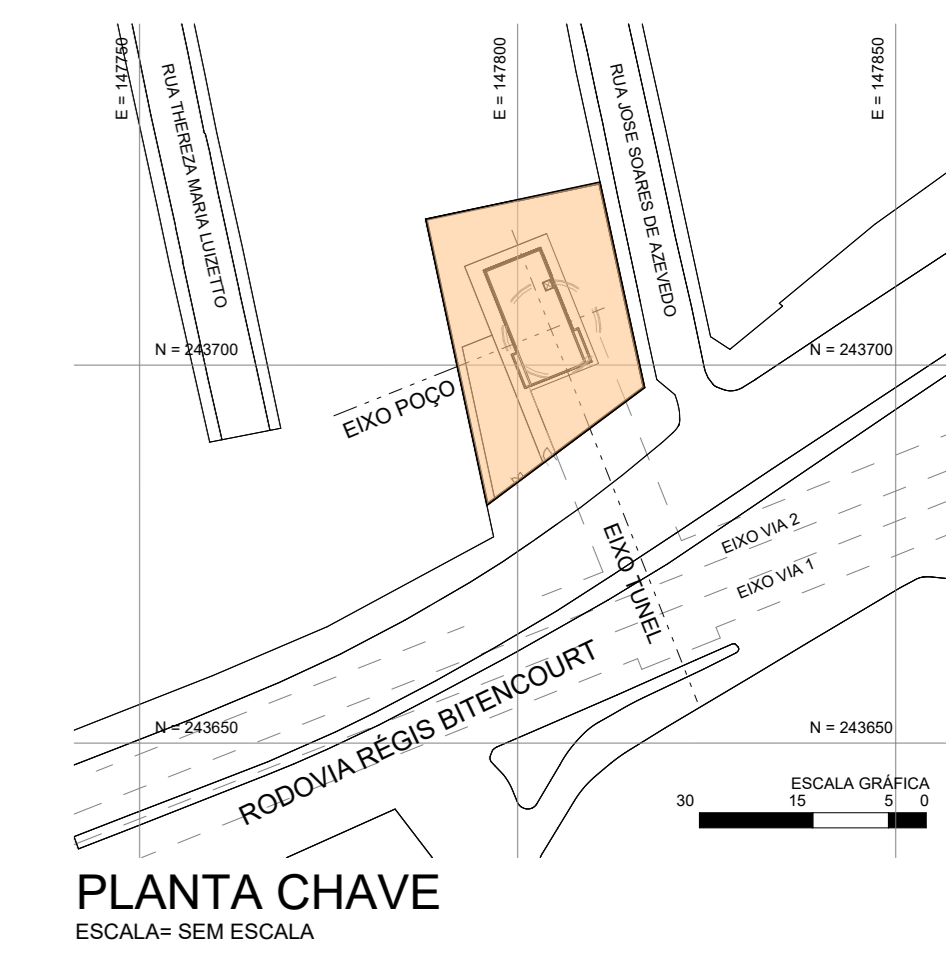 E = 147750
E = 147800
E = 147850
RUA THEREZA MARIA LUIZETTO
RUA JOSE SOARES DE AZEVEDO
N = 243700
N = 243700
EIXO POÇO
EIXO TUNEL
EIXO VIA 2
EIXO VIA 1
RODOVIA RÉGIS BITENCOURT
N = 243650
N = 243650
ESCALA GRÁFICA
30 15 5 0
PLANTA CHAVE
ESCALA= SEM ESCALA